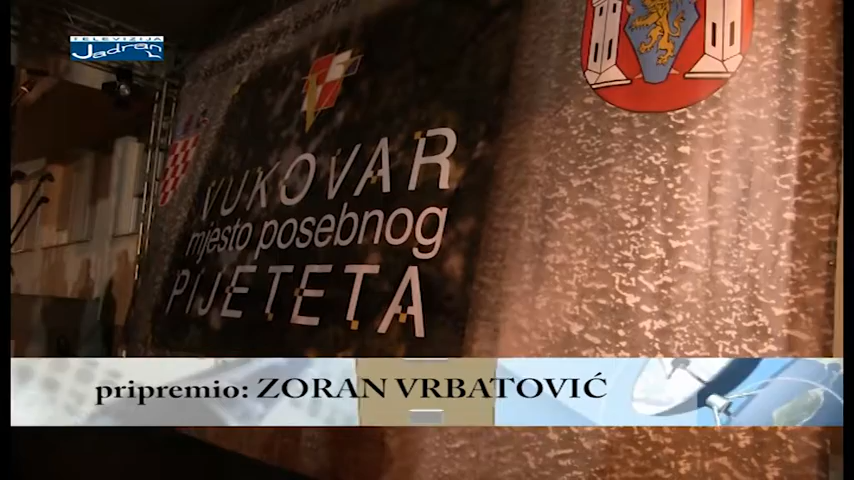 TELEVIZIJA
Jadran
VUKOVAR
mjesto posebnog
PIJETETA
pripremio: ZORAN VRBATOVIĆ